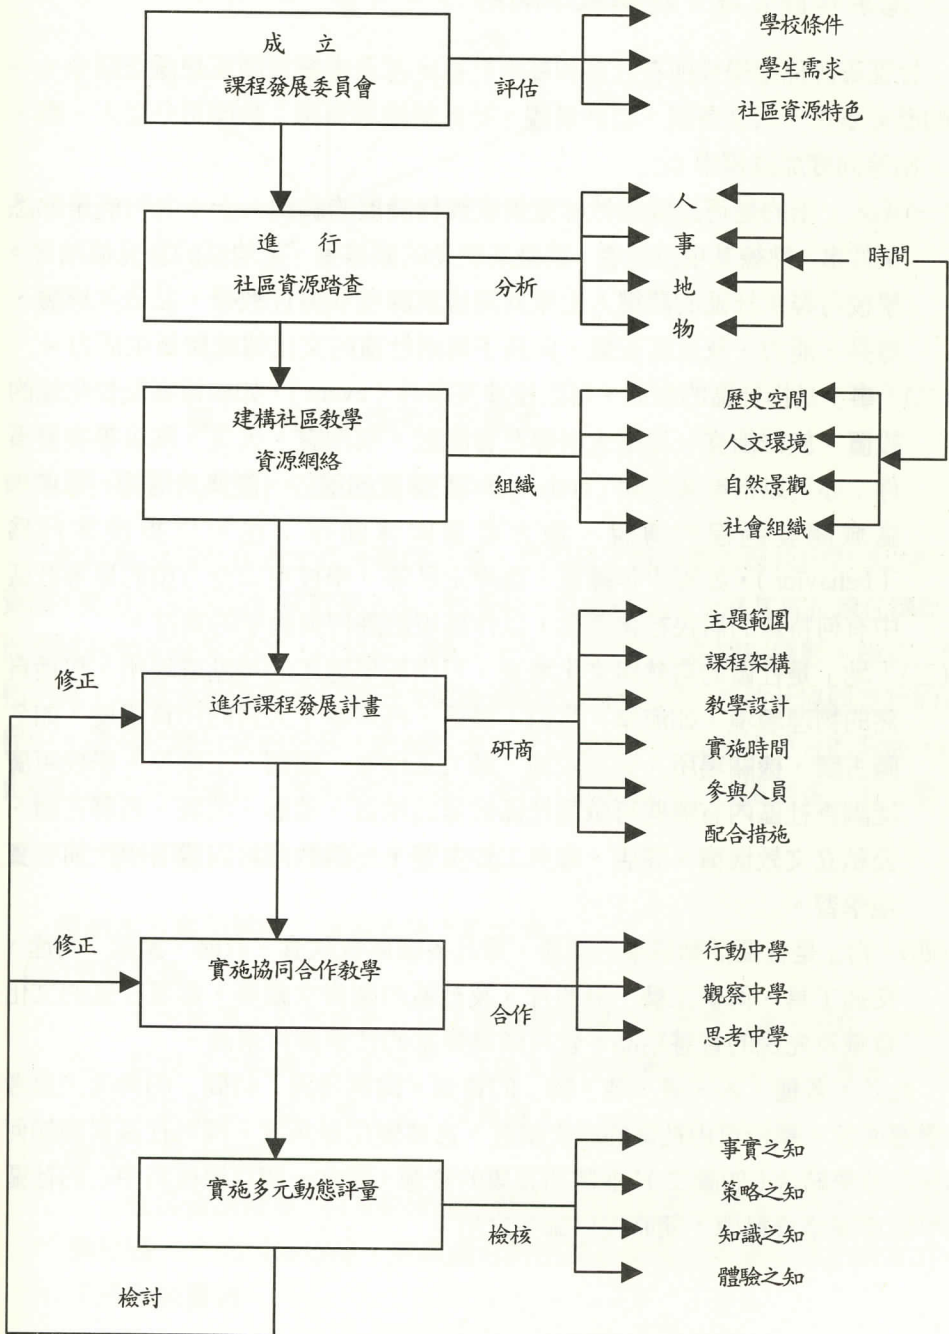 成 立
課程發展委員會
評估
學校條件
學生需求
社區資源特色
進 行
社區資源踏查
分析
人
事
地
物
時間
建構社區教學
資源網絡
組織
歷史空間
人文環境
自然景觀
社會組織
修正
進行課程發展計畫
研商
主題範圍
課程架構
教學設計
實施時間
參與人員
配合措施
修正
實施協同合作教學
合作
行動中學
觀察中學
思考中學
實施多元動態評量
檢核
事實之知
策略之知
知識之知
體驗之知
檢討